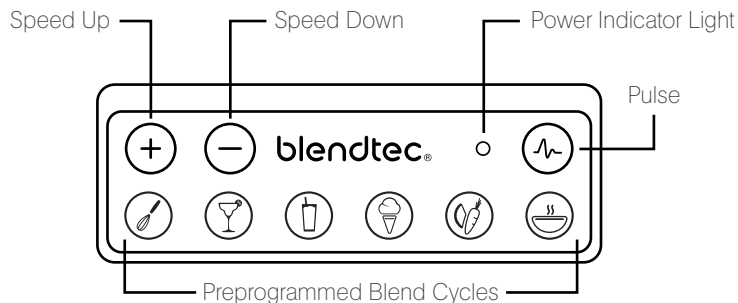 Speed Up
Speed Down
Power Indicator Light
Pulse
+
−
blendtec®
Preprogrammed Blend Cycles